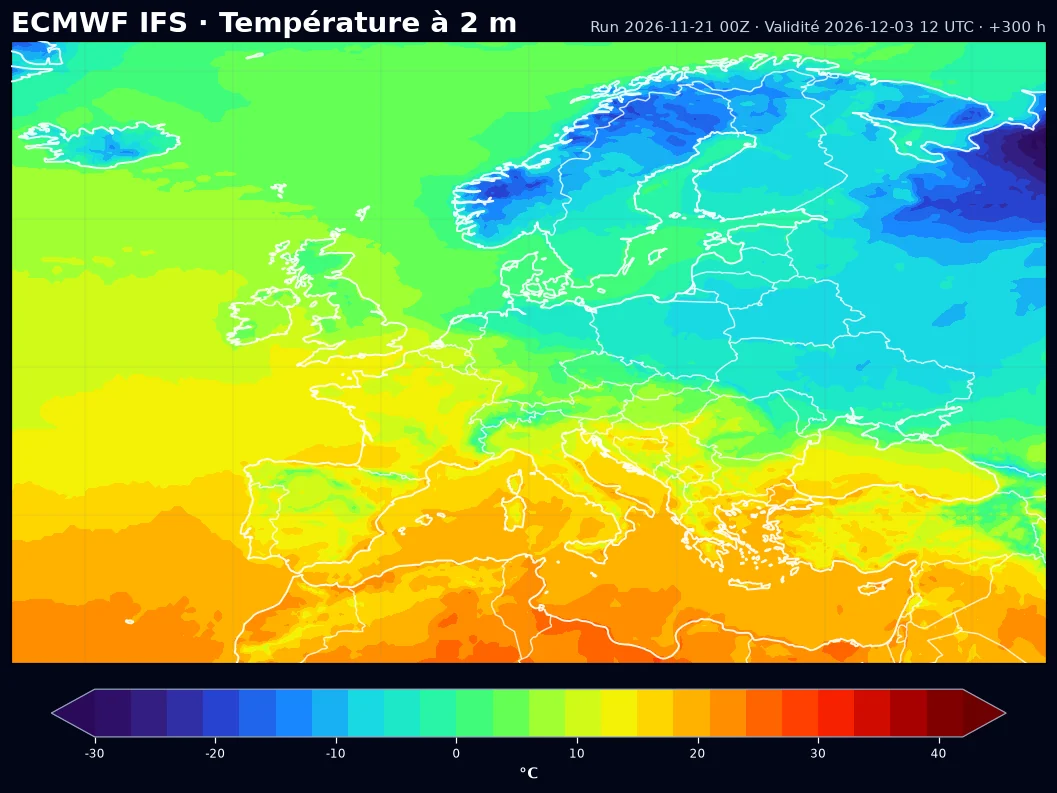 ECMWF IFS · Température à 2 m
Run 2026-11-21 00Z · Validité 2026-12-03 12 UTC · +300 h
-30 -20 -10 0 10 20 30 40
°C